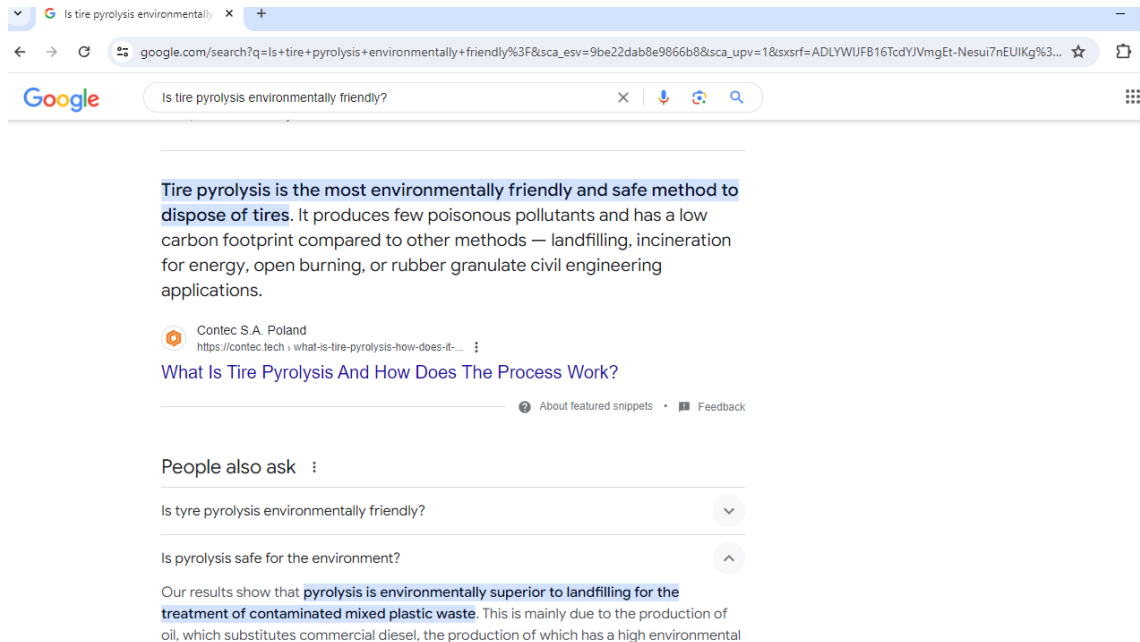 Is tire pyrolysis environmentally
google.com/search?q=Is+tire+pyrolysis+environmentally+friendly%3F&sca_esv=9be22dab8e9866b8&sca_upv=1&sxsrf=ADLYWIJFB16TcdYJVmgEt-Nesui7nEUIKg%3...
Google
Is tire pyrolysis environmentally friendly?
Tire pyrolysis is the most environmentally friendly and safe method to
dispose of tires. It produces few poisonous pollutants and has a low
carbon footprint compared to other methods — landfilling, incineration
for energy, open burning, or rubber granulate civil engineering
applications.
Contec S.A. Poland
https://contec.tech › what-is-tire-pyrolysis-how-does-it-...
What Is Tire Pyrolysis And How Does The Process Work?
About featured snippets • Feedback
People also ask
Is tyre pyrolysis environmentally friendly?
Is pyrolysis safe for the environment?
Our results show that pyrolysis is environmentally superior to landfilling for the
treatment of contaminated mixed plastic waste. This is mainly due to the production of
oil, which substitutes commercial diesel, the production of which has a high environmental